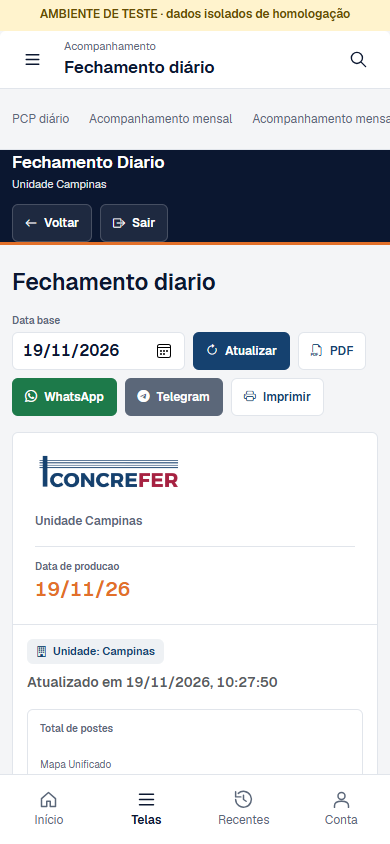 AMBIENTE DE TESTE · dados isolados de homologação
Acompanhamento
Fechamento diário
PCP diário Acompanhamento mensal Acompanhamento mensa
Fechamento Diario
Unidade Campinas
Voltar Sair
Fechamento diario
Data base
19/11/2026 Atualizar PDF
WhatsApp Telegram Imprimir
CONCREFER
Unidade Campinas
Data de producao
19/11/26
Unidade: Campinas
Atualizado em 19/11/2026, 10:27:50
Total de postes
Mapa Unificado
Início Telas Recentes Conta